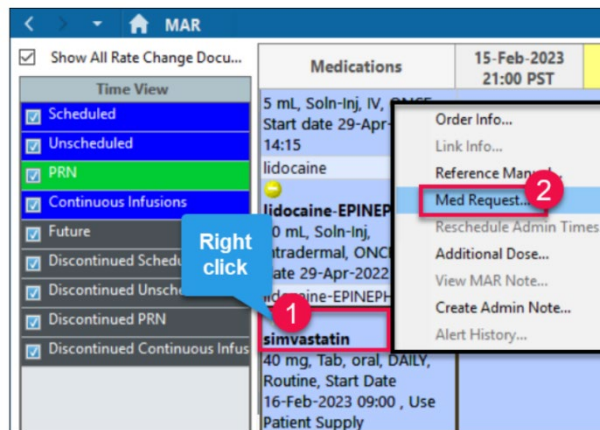 MAR
Show All Rate Change Docu...
Time View
Scheduled
Unscheduled
PRN
Continuous Infusions
Future
Discontinued Schedu
Discontinued Unsche
Discontinued PRN
Discontinued Continuous Infus
Medications
15-Feb-2023
21:00 PST
5 mL, Soln-Inj, IV, ONCE
Start date 29-Apr-
14:15
lidocaine
lidocaine-EPINEP
0 mL, Soln-Inj,
ntradermal, ONC
ate 29-Apr-2022
ine-EPINEPH
simvastatin
40 mg, Tab, oral, DAILY,
Routine, Start Date
16-Feb-2023 09:00 , Use
Patient Supply
Right
click
1
Order Info...
Link Info...
Reference Manual...
Med Request...
2
Reschedule Admin Times
Additional Dose...
View MAR Note...
Create Admin Note...
Alert History...